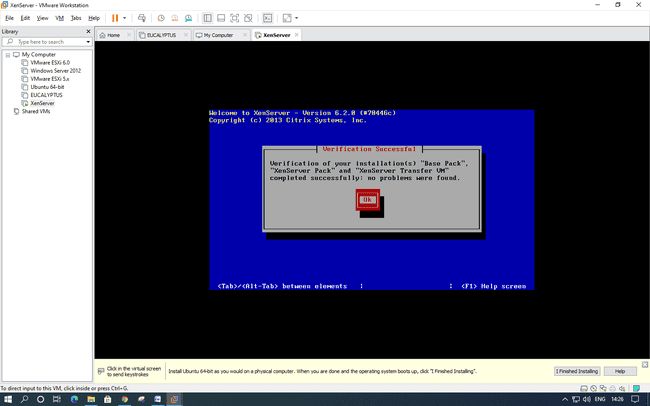 XenServer - VMware Workstation
File Edit View VM Tabs Help
Library
Type here to search
My Computer
VMware ESXi 6.0
Windows Server 2012
VMware ESXi 5.x
Ubuntu 64-bit
EUCALYPTUS
XenServer
Shared VMs
Home EUCALYPTUS My Computer XenServer
Welcome to XenServer - Version 6.2.0 (#70446c)
Copyright (c) 2013 Citrix Systems, Inc.
Verification Successful
Verification of your installation(s) "Base Pack",
"XenServer Pack" and "XenServer Transfer VM"
completed successfully: no problems were found.
Ok
<Tab>/<Alt-Tab> between elements | | <F1> Help screen
Click in the virtual screen
to send keystrokes
Install Ubuntu 64-bit as you would on a physical computer. When you are done and the operating system boots up, click "I Finished Installing".
I Finished Installing
Help
To direct input to this VM, click inside or press Ctrl+G.
ENG 14:26